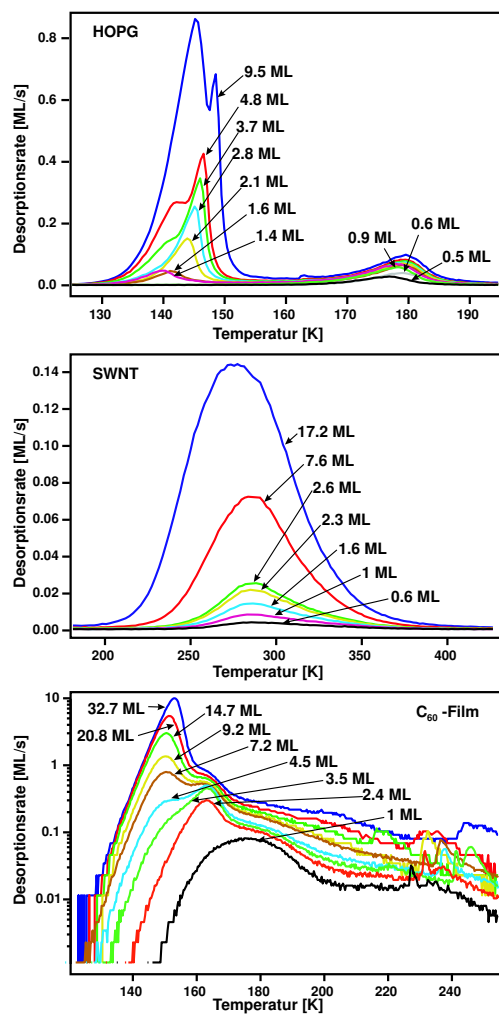 HOPG
Desorptionsrate [ML/s]
0.8
0.6
0.4
0.2
0.0
9.5 ML
4.8 ML
3.7 ML
2.8 ML
2.1 ML
1.6 ML
1.4 ML
0.9 ML
0.6 ML
0.5 ML
130 140 150 160 170 180 190
Temperatur [K]
SWNT
Desorptionsrate [ML/s]
0.14
0.12
0.10
0.08
0.06
0.04
0.02
0.00
17.2 ML
7.6 ML
2.6 ML
2.3 ML
1.6 ML
1 ML
0.6 ML
200 250 300 350 400
Temperatur [K]
C60 -Film
Desorptionsrate [ML/s]
10
1
0.1
0.01
32.7 ML
20.8 ML
14.7 ML
9.2 ML
7.2 ML
4.5 ML
3.5 ML
2.4 ML
1 ML
140 160 180 200 220 240
Temperatur [K]